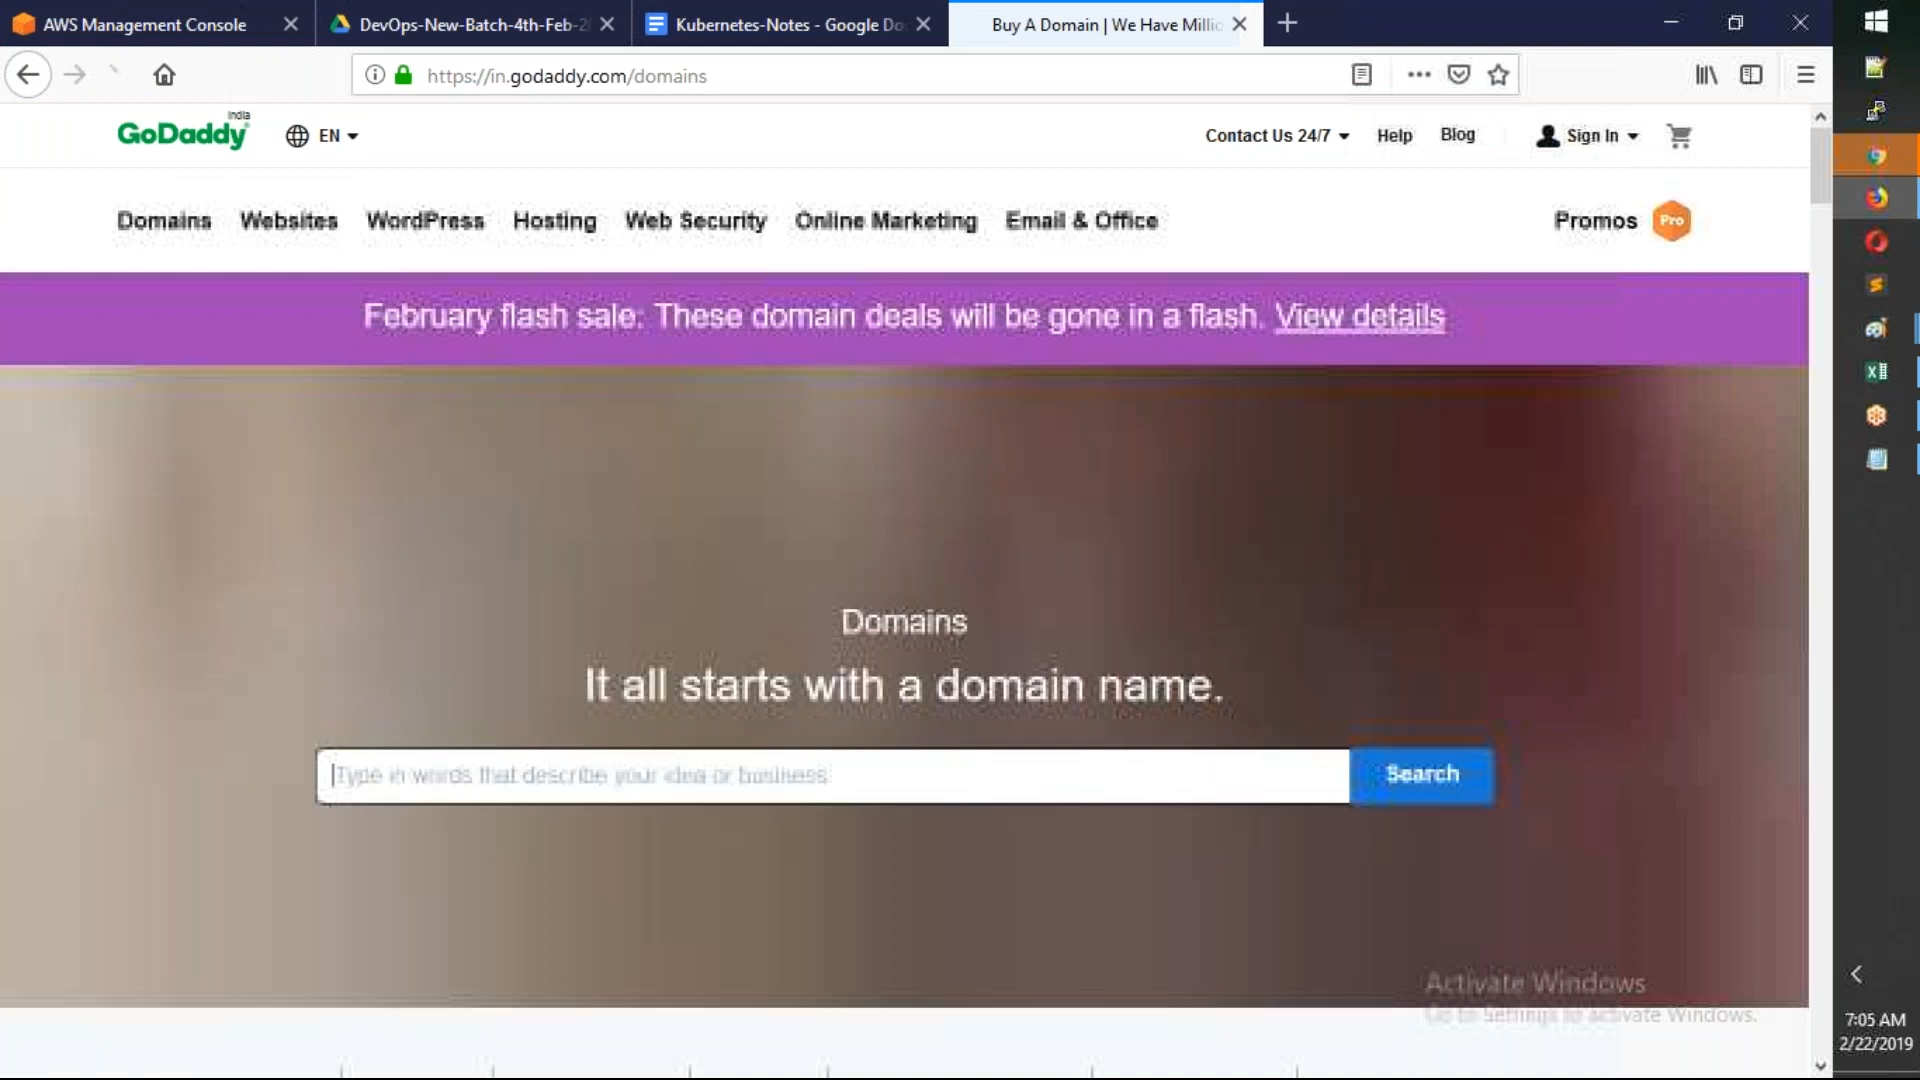 AWS Management Console
DevOps-New-Batch-4th-Feb-2
Kubernetes-Notes - Google Do
Buy A Domain | We Have Millio
https://in.godaddy.com/domains
GoDaddy India
EN
Contact Us 24/7
Help
Blog
Sign In
Domains
Websites
WordPress
Hosting
Web Security
Online Marketing
Email & Office
Promos
Pro
February flash sale: These domain deals will be gone in a flash. View details
Domains
It all starts with a domain name.
Type in words that describe your idea or business
Search
Activate Windows
Go to Settings to activate Windows.
7:05 AM
2/22/2019